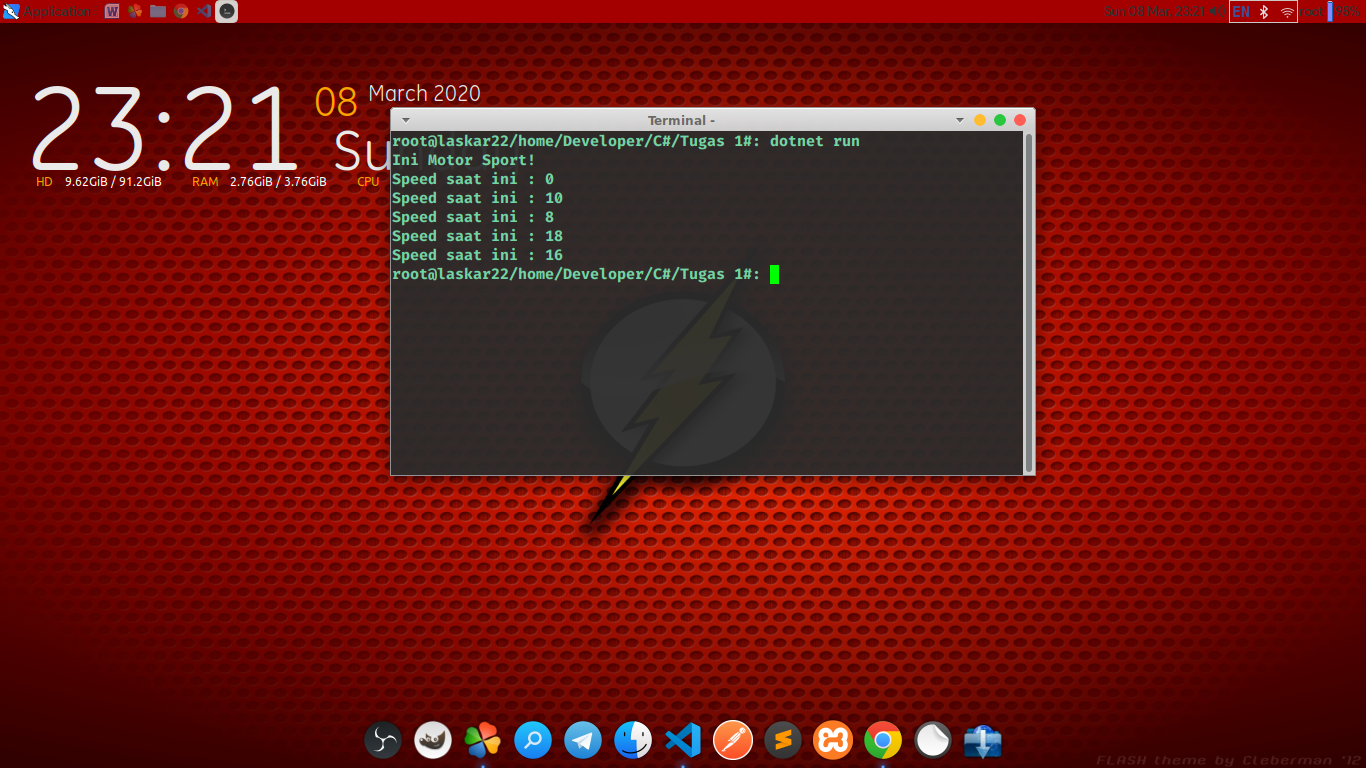 Application
Sun 08 Mar, 23:21
EN
root
98%
23:21
08
March 2020
Su
HD 9.62GiB / 91.2GiB RAM 2.76GiB / 3.76GiB CPU
Terminal -
root@laskar22/home/Developer/C#/Tugas 1#: dotnet run
Ini Motor Sport!
Speed saat ini : 0
Speed saat ini : 10
Speed saat ini : 8
Speed saat ini : 18
Speed saat ini : 16
root@laskar22/home/Developer/C#/Tugas 1#:
FLASH theme by Cleberman '12